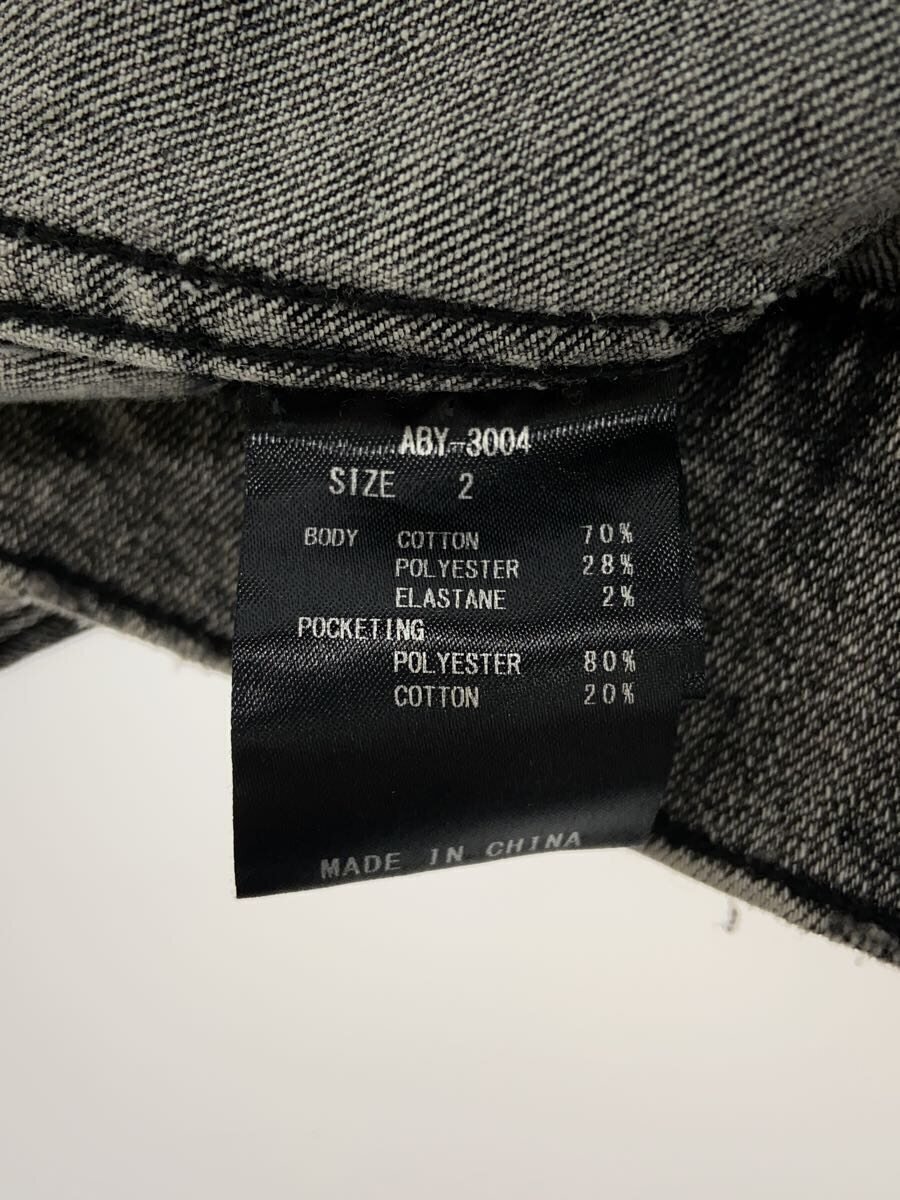 ABY-3004
SIZE 2
BODY COTTON 70%
POLYESTER 28%
ELASTANE 2%
POCKETING
POLYESTER 80%
COTTON 20%
MADE IN CHINA